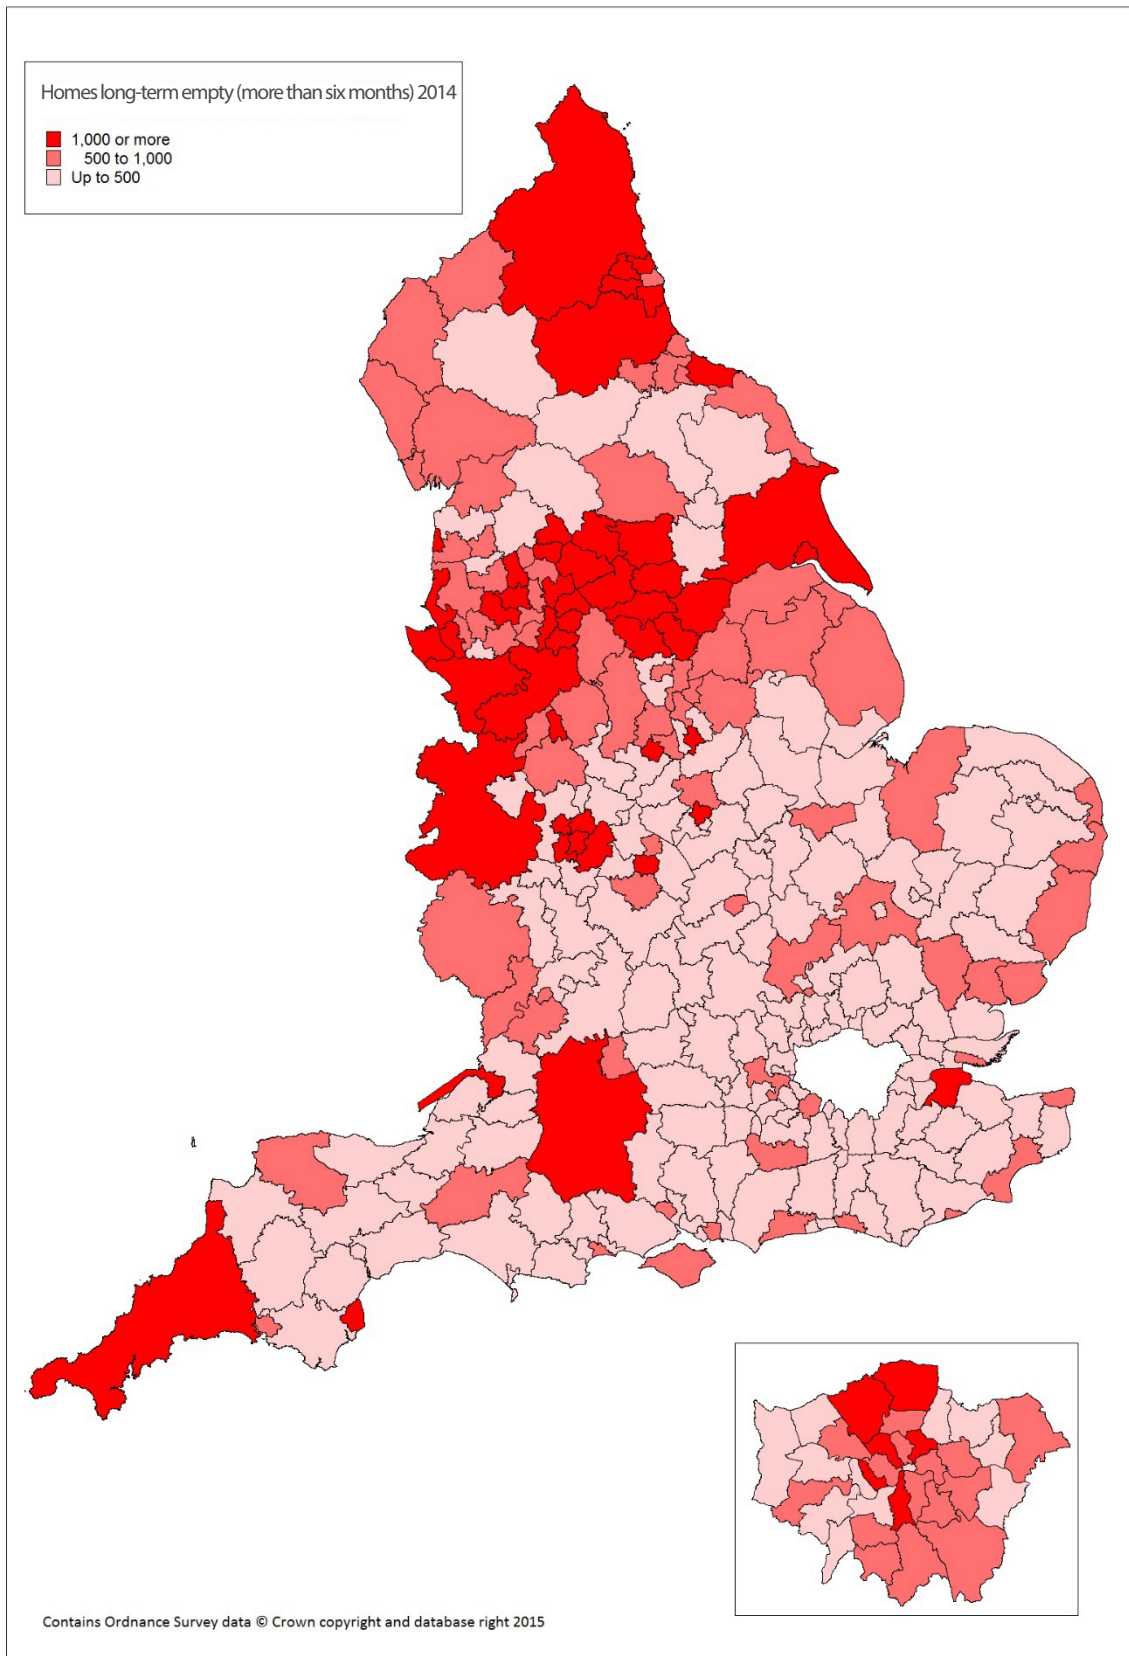 Homes long-term empty (more than six months) 2014
1,000 or more
500 to 1,000
Up to 500
Contains Ordnance Survey data © Crown copyright and database right 2015